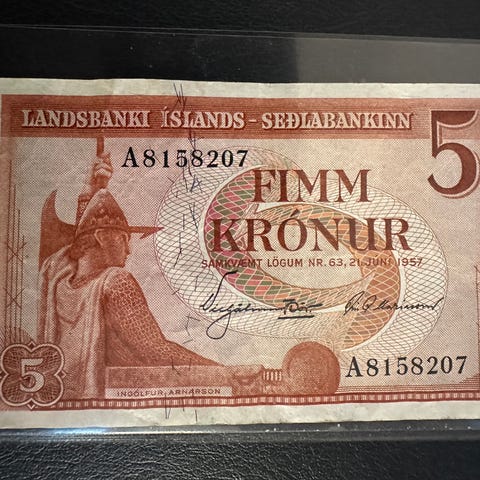 LANDSBANKI ÍSLANDS - SEÐLABANKINN
5
A8158207
FIMM
KRÓNUR
SAMKVÆMT LÖGUM NR. 63, 21. JÚNÍ 1957
A8158207
5
INGÓLFUR ARNARSON